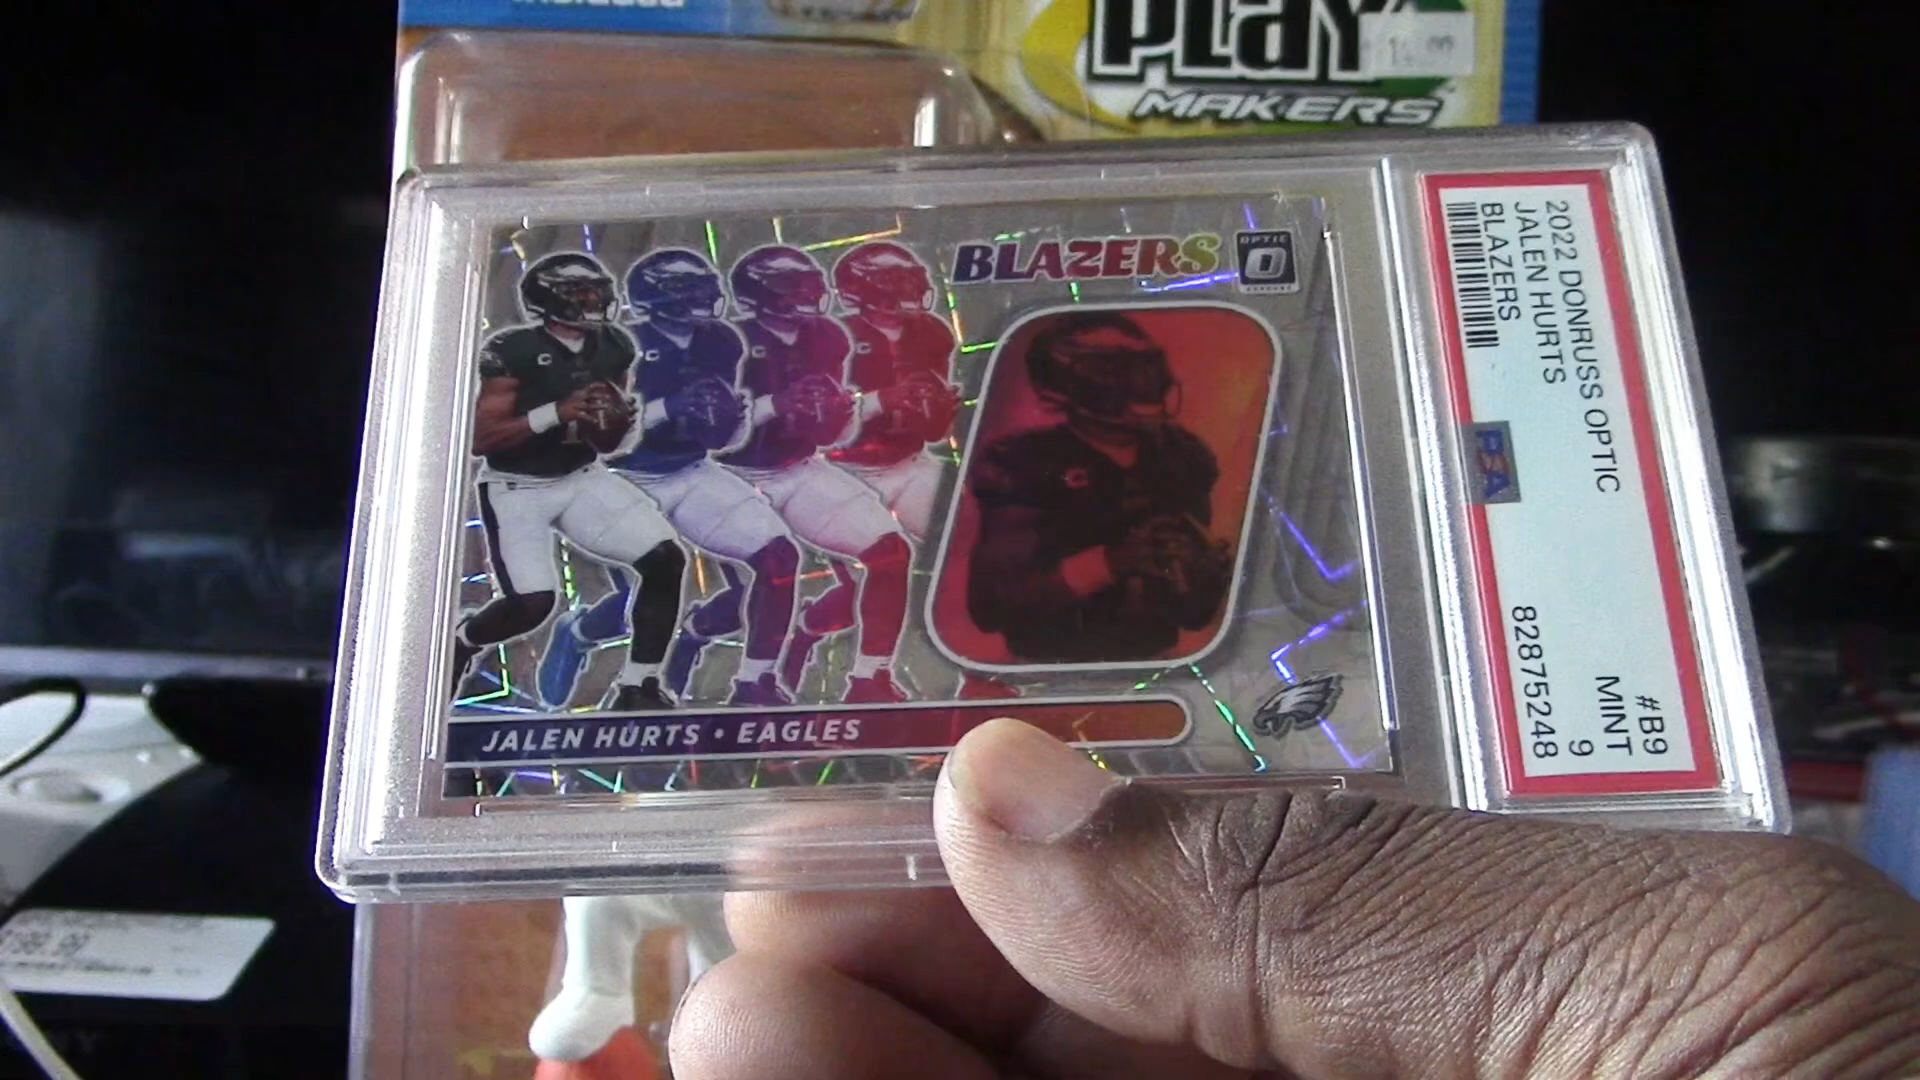 PLAY
MAKERS
BLAZERS
OPTIC
O
JALEN HURTS • EAGLES
2022 DONRUSS OPTIC
JALEN HURTS
BLAZERS
#B9
MINT
9
82875248
PSA